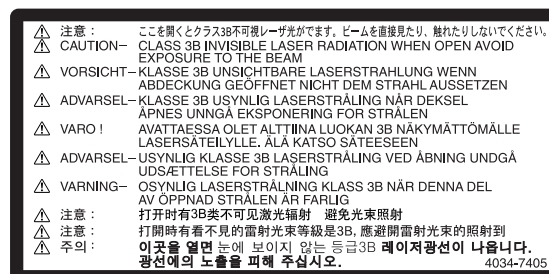 注意： ここを開くとクラス3B不可視レーザ光がでます。ビームを直接見たり、触れたりしないでください。
CAUTION– CLASS 3B INVISIBLE LASER RADIATION WHEN OPEN AVOID
EXPOSURE TO THE BEAM
VORSICHT–KLASSE 3B UNSICHTBARE LASERSTRAHLUNG WENN
ABDECKUNG GEÖFFNET NICHT DEM STRAHL AUSSETZEN
ADVARSEL–KLASSE 3B USYNLIG LASERSTRÅLING NÅR DEKSEL
ÅPNES UNNGÅ EKSPONERING FOR STRÅLEN
VARO ! AVATTAESSA OLET ALTTIINA LUOKAN 3B NÄKYMÄTTÖMÄLLE
LASERSÄTEILYLLE. ÄLÄ KATSO SÄTEESEEN
ADVARSEL–USYNLIG KLASSE 3B LASERSTRÅLING VED ÅBNING UNDGÅ
UDSÆTTELSE FOR STRÅLING
VARNING– OSYNLIG LASERSTRÅLNING KLASS 3B NÄR DENNA DEL
AV ÖPPNAD STRÅLEN ÄR FARLIG
注意： 打开时有3B类不可见激光辐射 避免光束照射
注意： 打開時有看不見的雷射光束等級是3B, 應避開雷射光束的照射到
주의 : 이곳을 열면 눈에 보이지 않는 등급3B 레이저광선이 나옵니다.
광선에의 노출을 피해 주십시오. 4034-7405